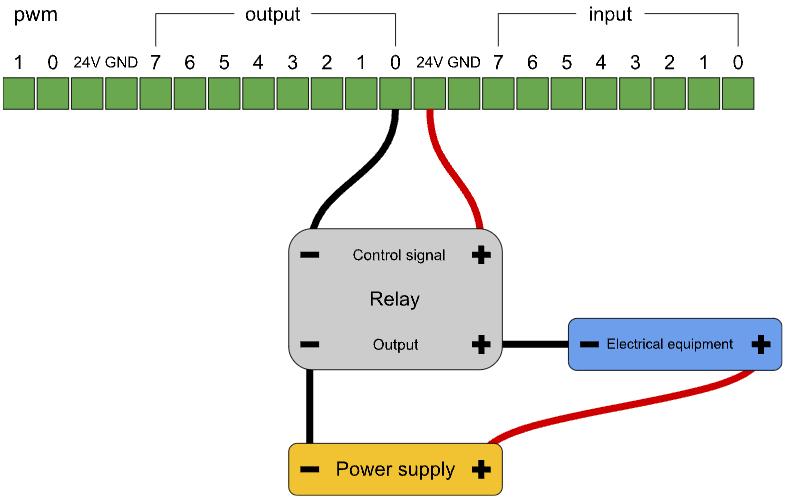 pwm output input
1 0 24V GND 7 6 5 4 3 2 1 0 24V GND 7 6 5 4 3 2 1 0
− Control signal +
Relay
− Output +
− Electrical equipment +
− Power supply +